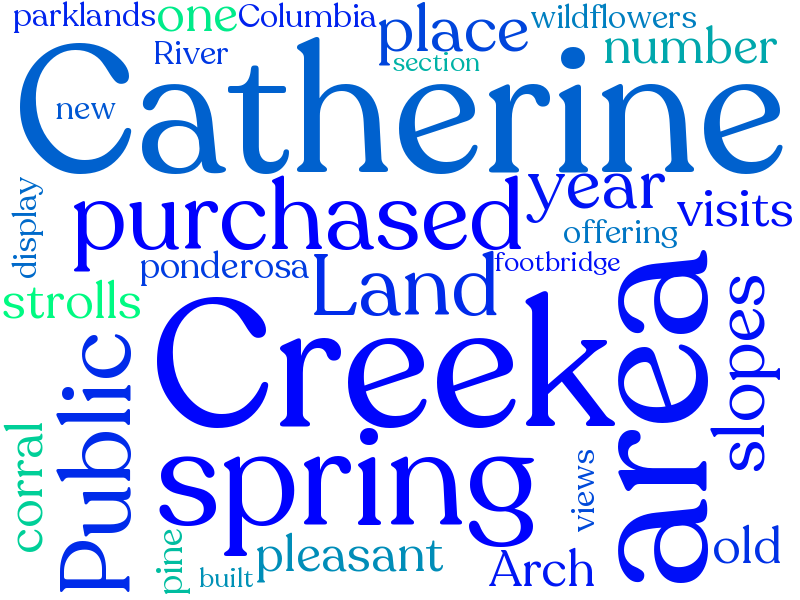 parklands one Columbia place wildflowers
River section number
new Catherine
display purchased year visits
offering
ponderosa Land footbridge
strolls
Creek area slopes
Public
corral spring views
pine built pleasant Arch old